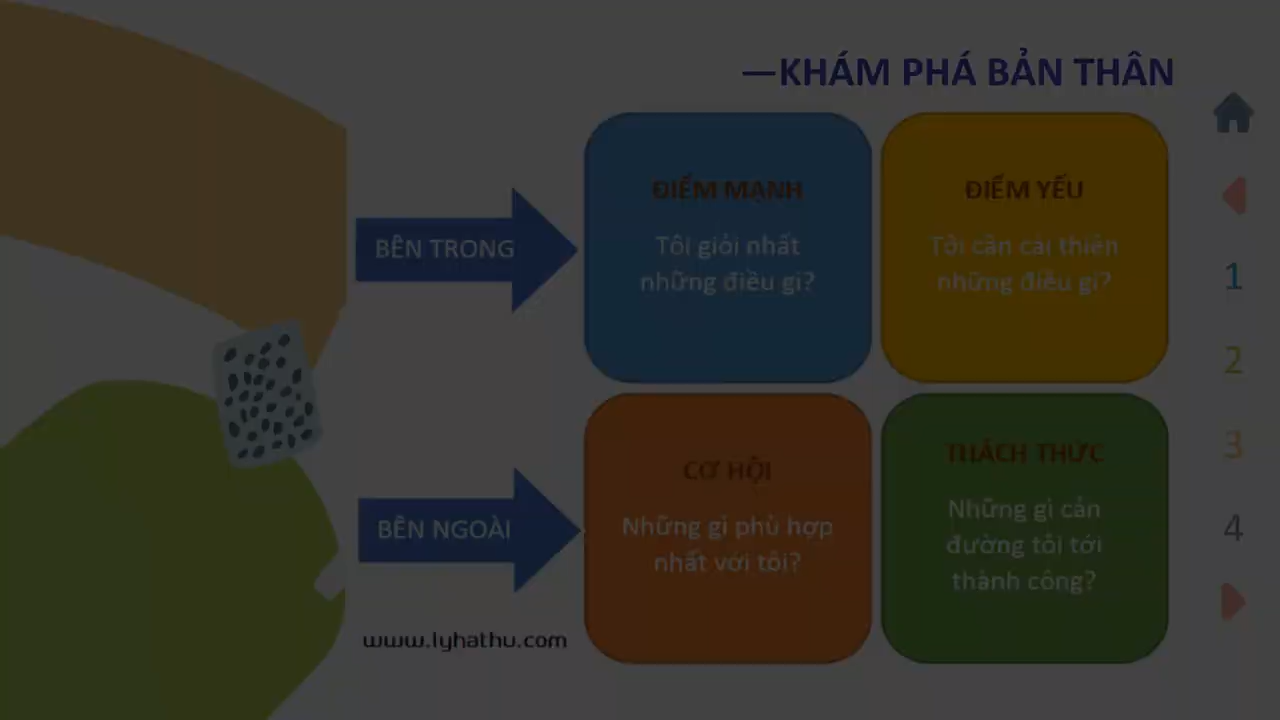 —KHÁM PHÁ BẢN THÂN
BÊN TRONG
ĐIỂM MẠNH
Tôi giỏi nhất
những điều gì?
ĐIỂM YẾU
Tôi cần cải thiện
những điều gì?
BÊN NGOÀI
CƠ HỘI
Những gì phù hợp
nhất với tôi?
THÁCH THỨC
Những gì cản
đường tôi tới
thành công?
www.lyhathu.com
1
2
3
4